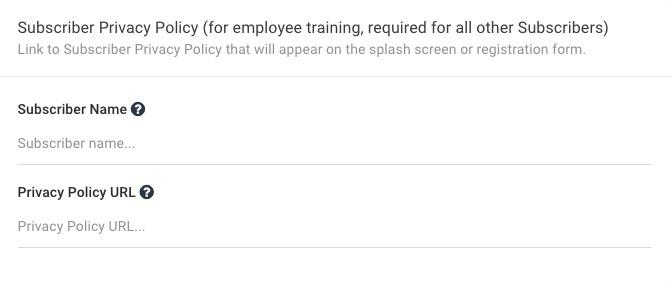 Subscriber Privacy Policy (for employee training, required for all other Subscribers)
Link to Subscriber Privacy Policy that will appear on the splash screen or registration form.
Subscriber Name ?
Subscriber name...
Privacy Policy URL ?
Privacy Policy URL...